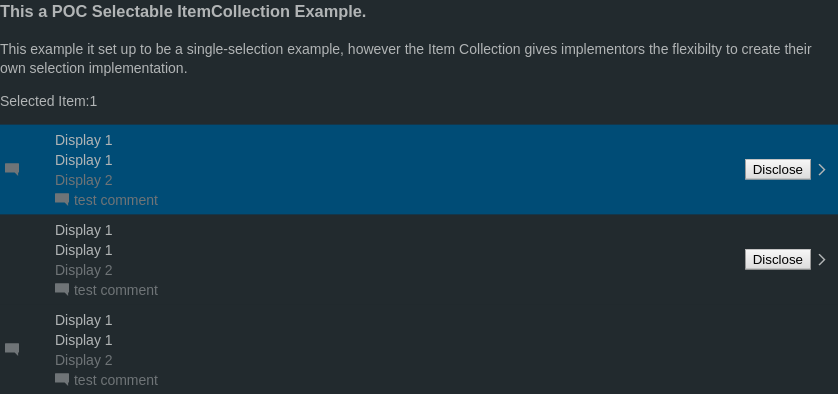 This a POC Selectable ItemCollection Example.
This example it set up to be a single-selection example, however the Item Collection gives implementors the flexibilty to create their
own selection implementation.
Selected Item:1
Display 1
Display 1
Display 2
test comment
Disclose
Display 1
Display 1
Display 2
test comment
Disclose
Display 1
Display 1
Display 2
test comment